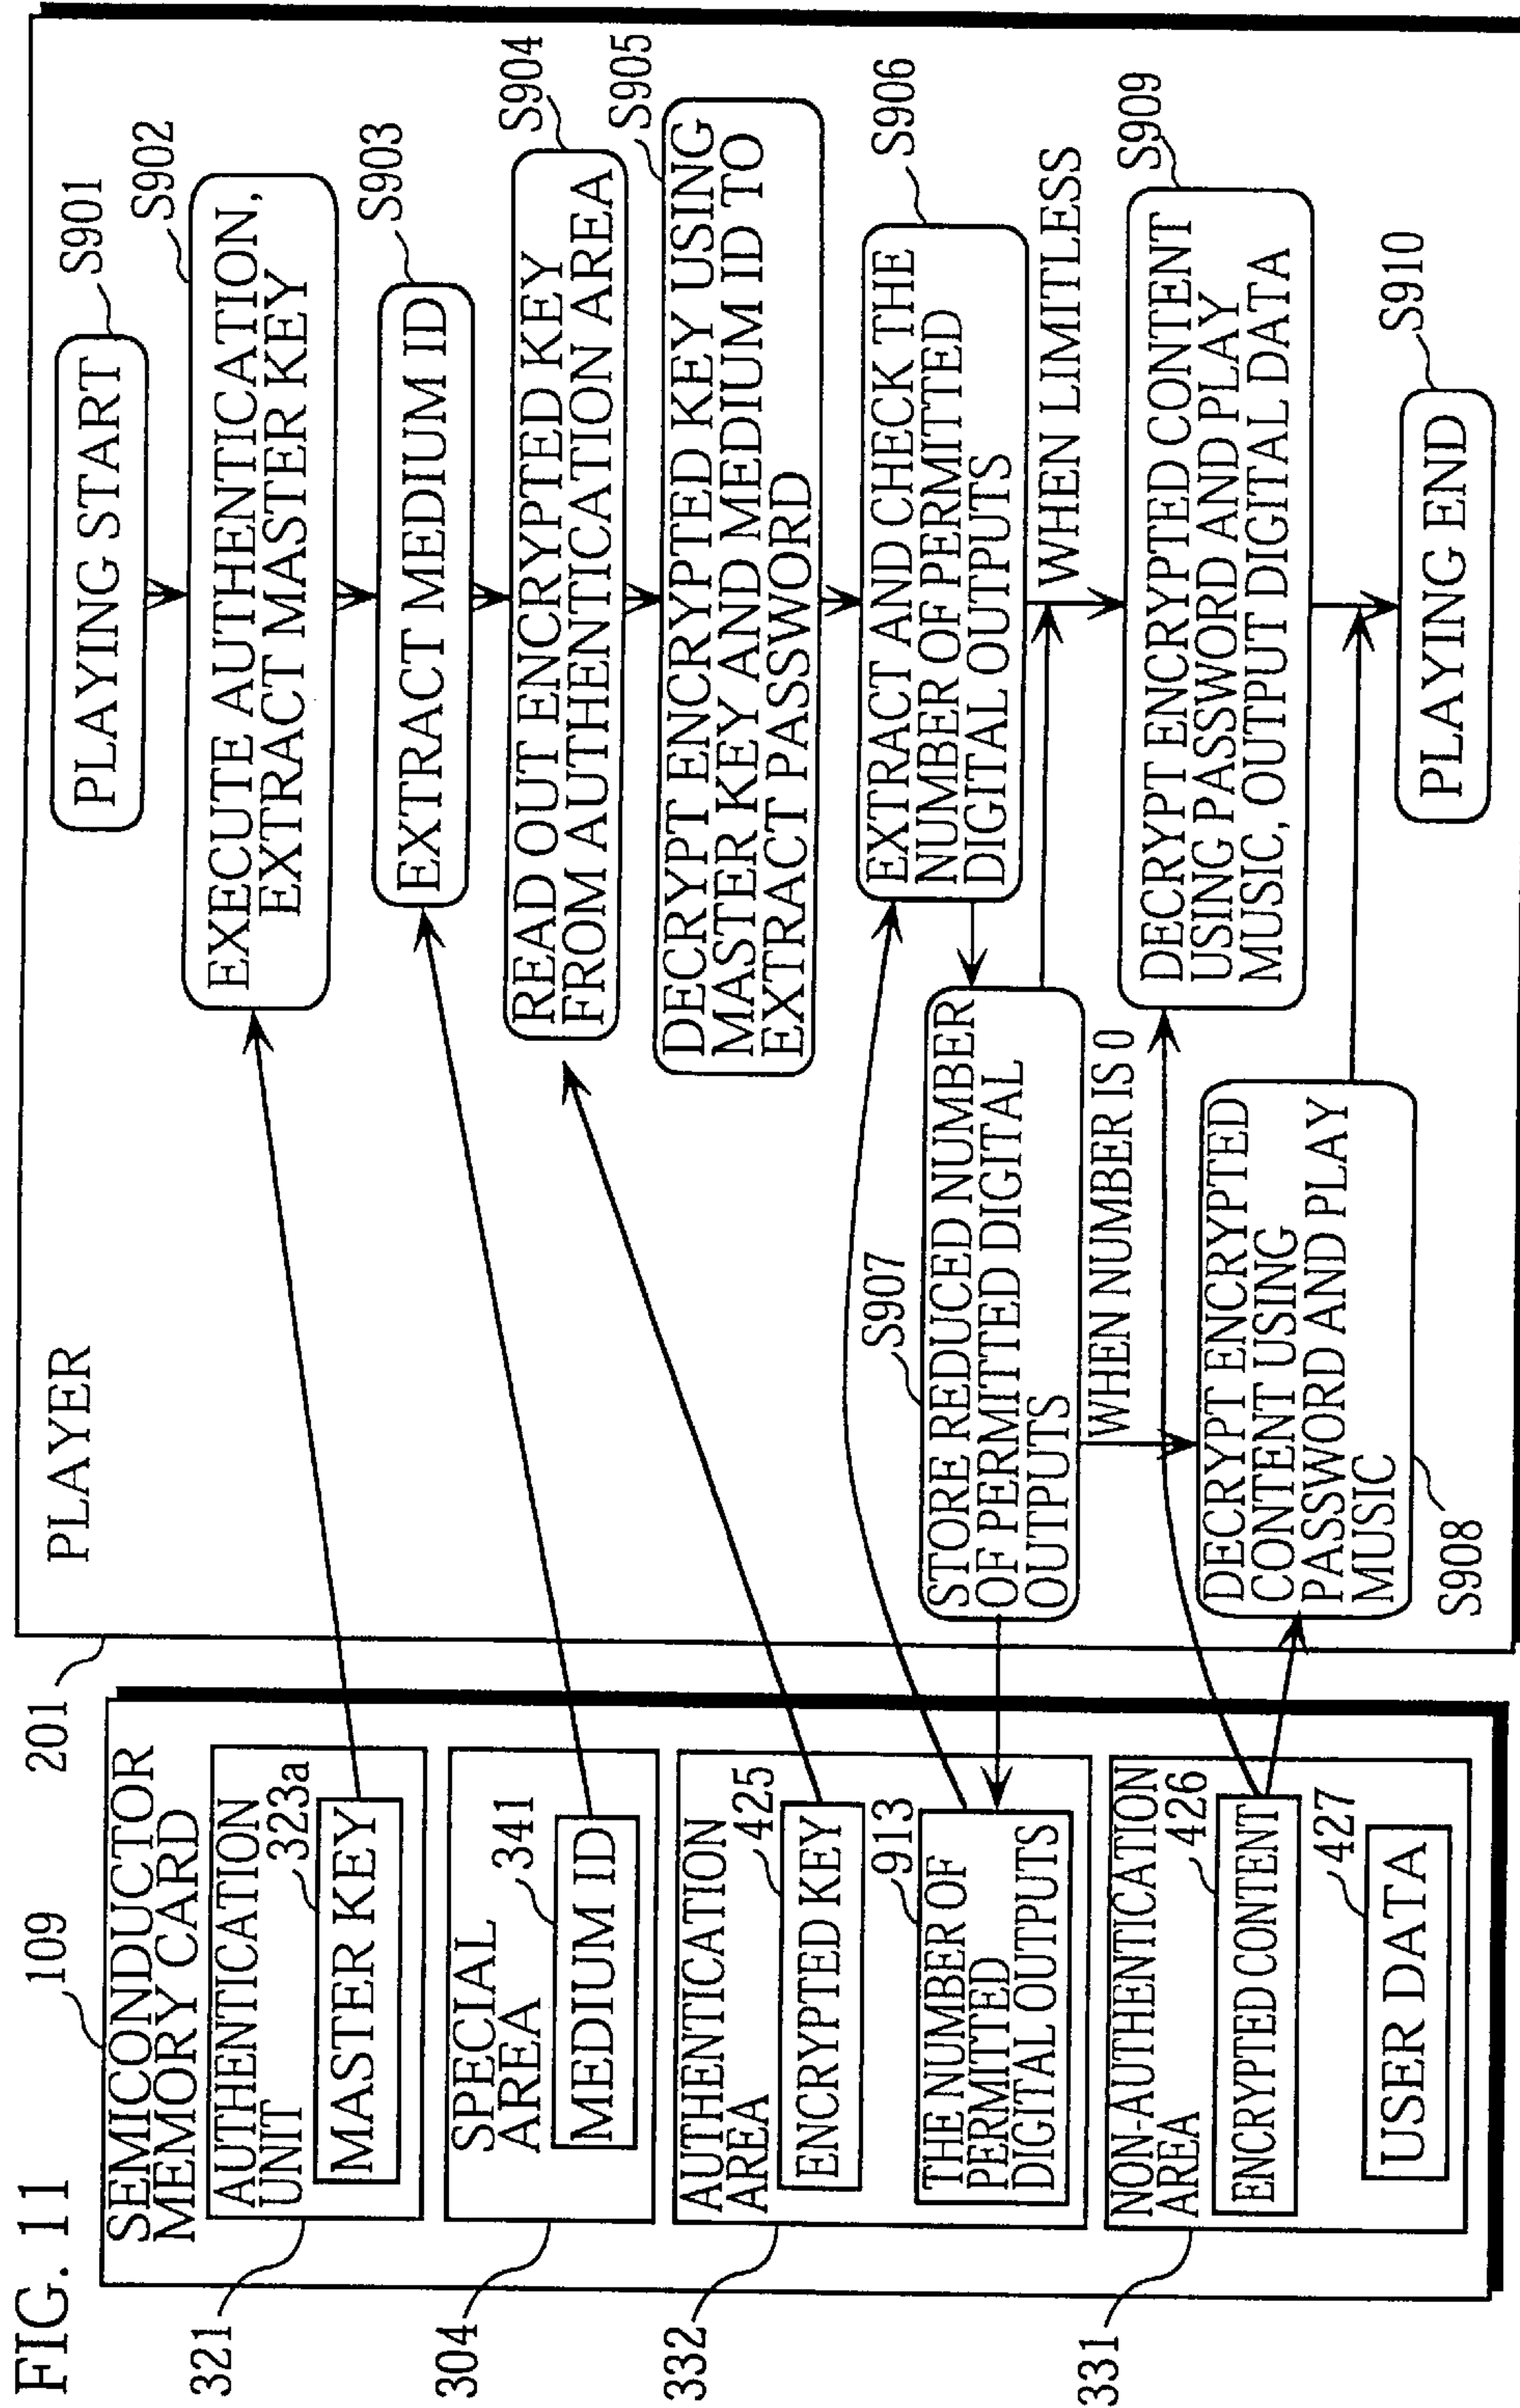 FIG. 11
109
SEMICONDUCTOR
MEMORY CARD
321
AUTHENTICATION
UNIT
323a
MASTER KEY
304
SPECIAL
AREA
341
MEDIUM ID
332
AUTHENTICATION
AREA
425
ENCRYPTED KEY
913
THE NUMBER OF
PERMITTED
DIGITAL OUTPUTS
331
NON-AUTHENTICATION
AREA
426
ENCRYPTED CONTENT
427
USER DATA
201
PLAYER
PLAYING START
S901
EXECUTE AUTHENTICATION,
EXTRACT MASTER KEY
S902
EXTRACT MEDIUM ID
S903
READ OUT ENCRYPTED KEY
FROM AUTHENTICATION AREA
S904
DECRYPT ENCRYPTED KEY USING
MASTER KEY AND MEDIUM ID TO
EXTRACT PASSWORD
S905
EXTRACT AND CHECK THE
NUMBER OF PERMITTED
DIGITAL OUTPUTS
S906
WHEN LIMITLESS
S907
STORE REDUCED NUMBER
OF PERMITTED DIGITAL
OUTPUTS
WHEN NUMBER IS 0
DECRYPT ENCRYPTED
CONTENT USING
PASSWORD AND PLAY
MUSIC
S908
DECRYPT ENCRYPTED CONTENT
USING PASSWORD AND PLAY
MUSIC, OUTPUT DIGITAL DATA
S909
PLAYING END
S910